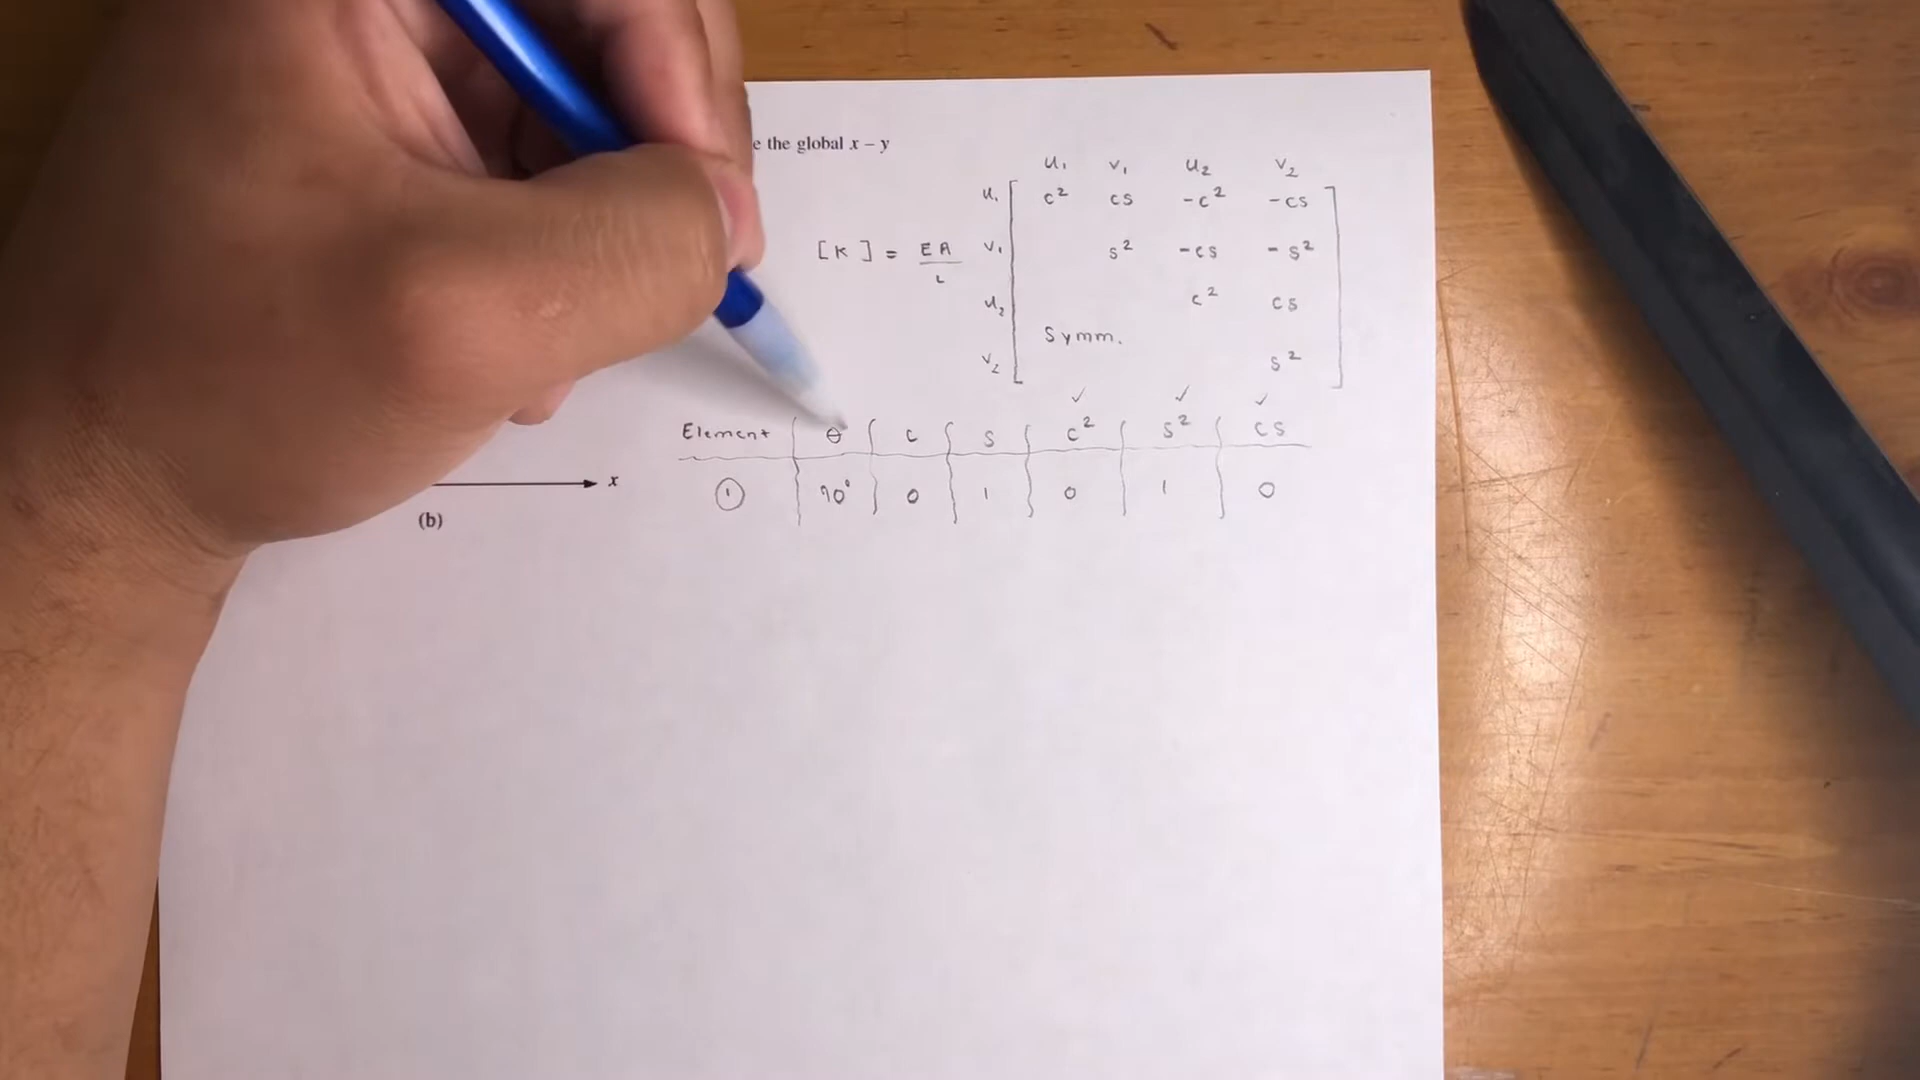 e the global x – y
u₁ v₁ u₂ v₂
u₁ c² cs -c² -cs
[K] = EA/L v₁ s² -cs -s²
u₂ c² cs
Symm.
v₂ s²
✓ ✓ ✓
Element θ c s c² s² cs
① 90° 0 1 0 1 0
x
(b)